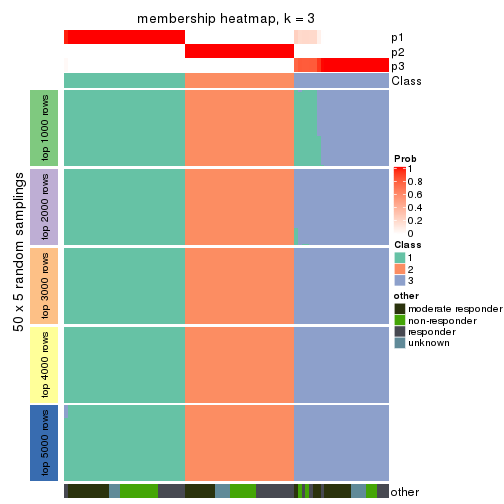 membership heatmap, k = 3
p1
p2
p3
Class
50 x 5 random samplings
top 1000 rows
top 2000 rows
top 3000 rows
top 4000 rows
top 5000 rows
Prob
1
0.8
0.6
0.4
0.2
0
Class
1
2
3
other
moderate responder
non-responder
responder
unknown
other